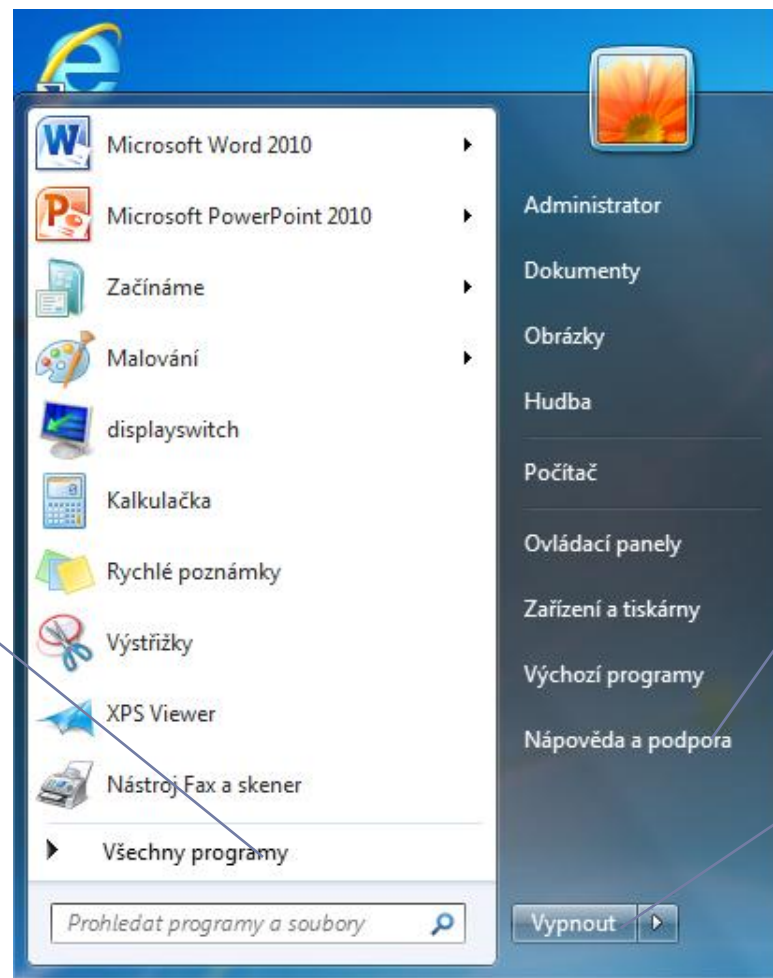 Microsoft Word 2010
Microsoft PowerPoint 2010
Začínáme
Malování
displayswitch
Kalkulačka
Rychlé poznámky
Výstřižky
XPS Viewer
Nástroj Fax a skener
Všechny programy
Prohledat programy a soubory
Administrator
Dokumenty
Obrázky
Hudba
Počítač
Ovládací panely
Zařízení a tiskárny
Výchozí programy
Nápověda a podpora
Vypnout